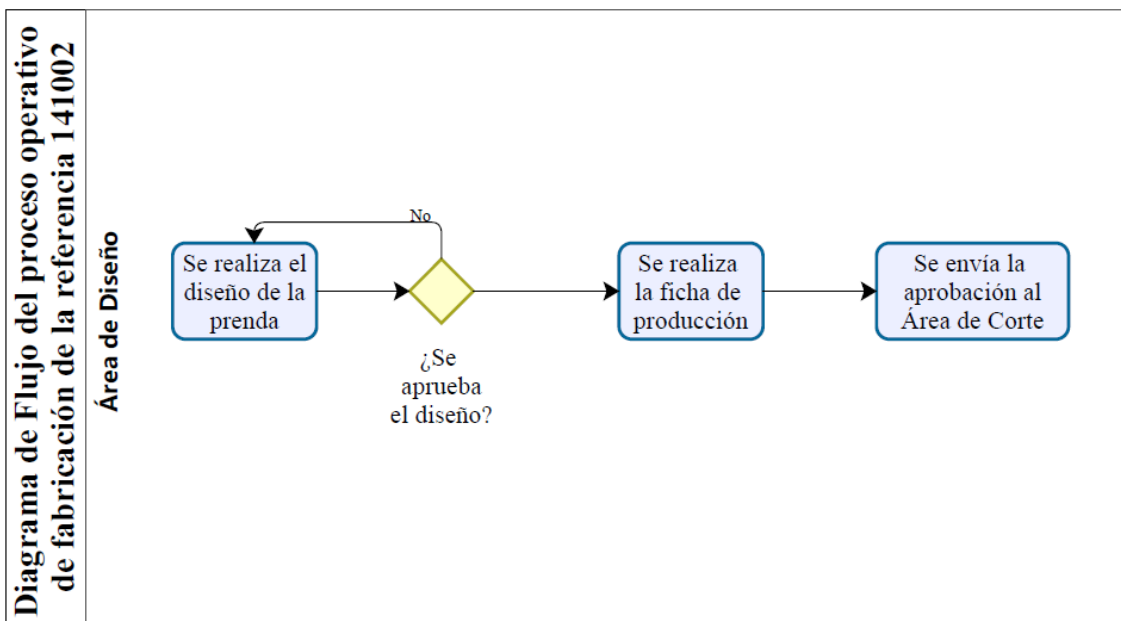 Diagrama de Flujo del proceso operativo
de fabricación de la referencia 141002
Área de Diseño
Se realiza el
diseño de la
prenda
No
¿Se
aprueba
el diseño?
Se realiza
la ficha de
producción
Se envía la
aprobación al
Área de Corte